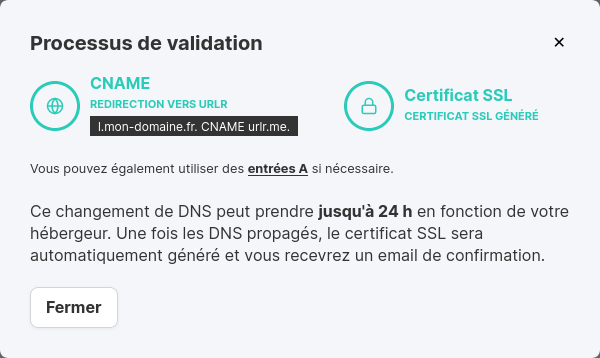 Processus de validation
CNAME
REDIRECTION VERS URLR
l.mon-domaine.fr. CNAME urlr.me.
Certificat SSL
CERTIFICAT SSL GÉNÉRÉ
Vous pouvez également utiliser des entrées A si nécessaire.
Ce changement de DNS peut prendre jusqu'à 24 h en fonction de votre
hébergeur. Une fois les DNS propagés, le certificat SSL sera
automatiquement généré et vous recevrez un email de confirmation.
Fermer